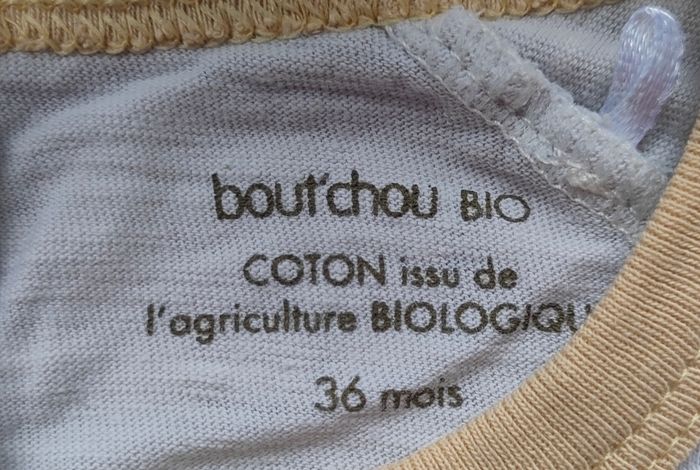 bout'chou BIO
COTON issu de
l'agriculture BIOLOGIQU
36 mois